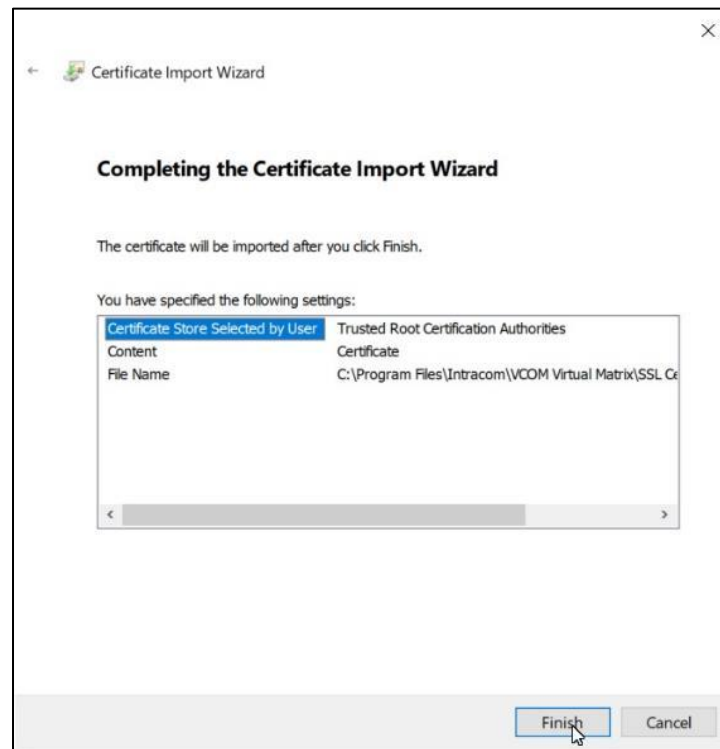 Certificate Import Wizard
Completing the Certificate Import Wizard
The certificate will be imported after you click Finish.
You have specified the following settings:
Certificate Store Selected by User Trusted Root Certification Authorities
Content Certificate
File Name C:\Program Files\Intracom\VCOM Virtual Matrix\SSL Ce
Finish Cancel